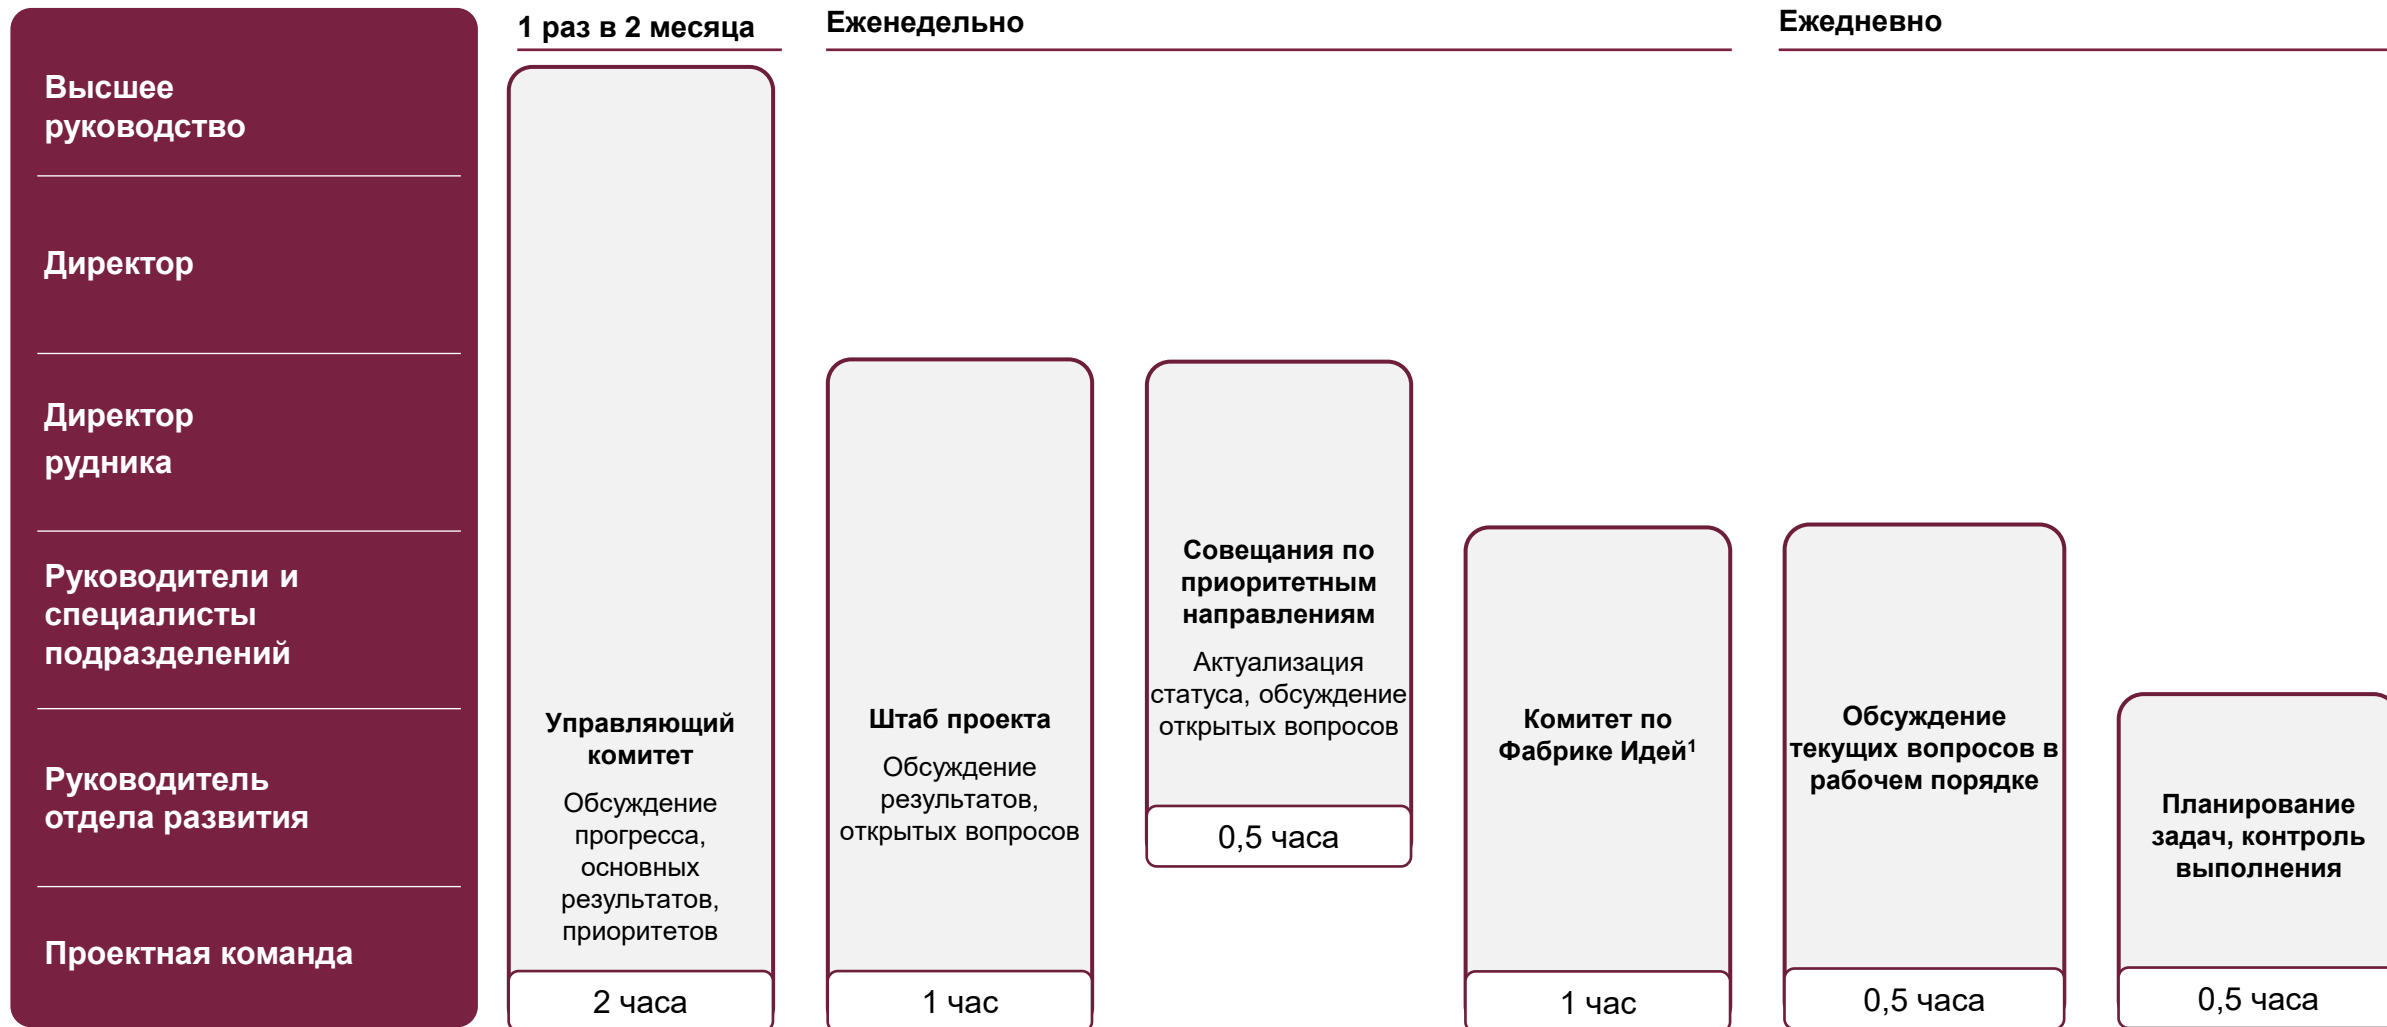 1 раз в 2 месяца
Еженедельно
Ежедневно
Высшее
руководство
Директор
Директор
рудника
Руководители и
специалисты
подразделений
Руководитель
отдела развития
Проектная команда
Управляющий
комитет
Обсуждение
прогресса,
основных
результатов,
приоритетов
2 часа
Штаб проекта
Обсуждение
результатов,
открытых вопросов
1 час
Совещания по
приоритетным
направлениям
Актуализация
статуса, обсуждение
открытых вопросов
0,5 часа
Комитет по
Фабрике Идей¹
1 час
Обсуждение
текущих вопросов в
рабочем порядке
0,5 часа
Планирование
задач, контроль
выполнения
0,5 часа